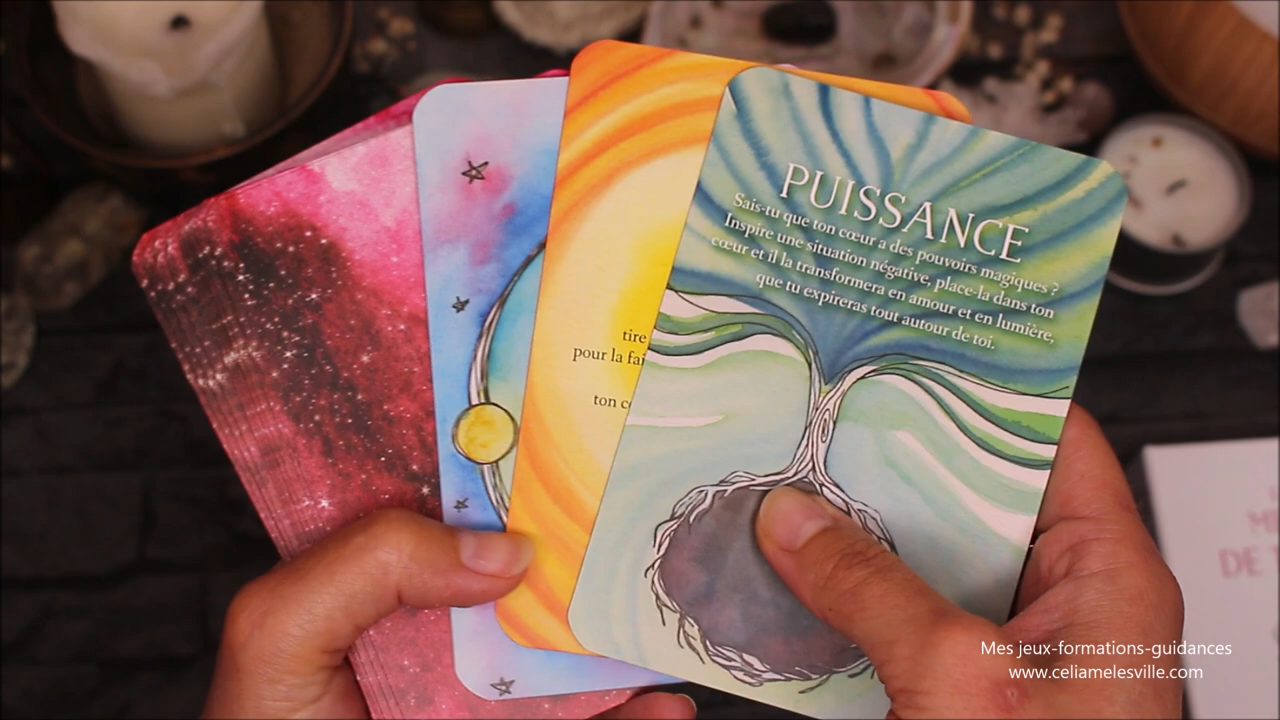 PUISSANCE
Sais-tu que ton cœur a des pouvoirs magiques ?
Inspire une situation négative, place-la dans ton
cœur et il la transformera en amour et en lumière,
que tu expireras tout autour de toi.
tire
pour la fai
ton c
DE
Mes jeux-formations-guidances
www.celiamelesville.com